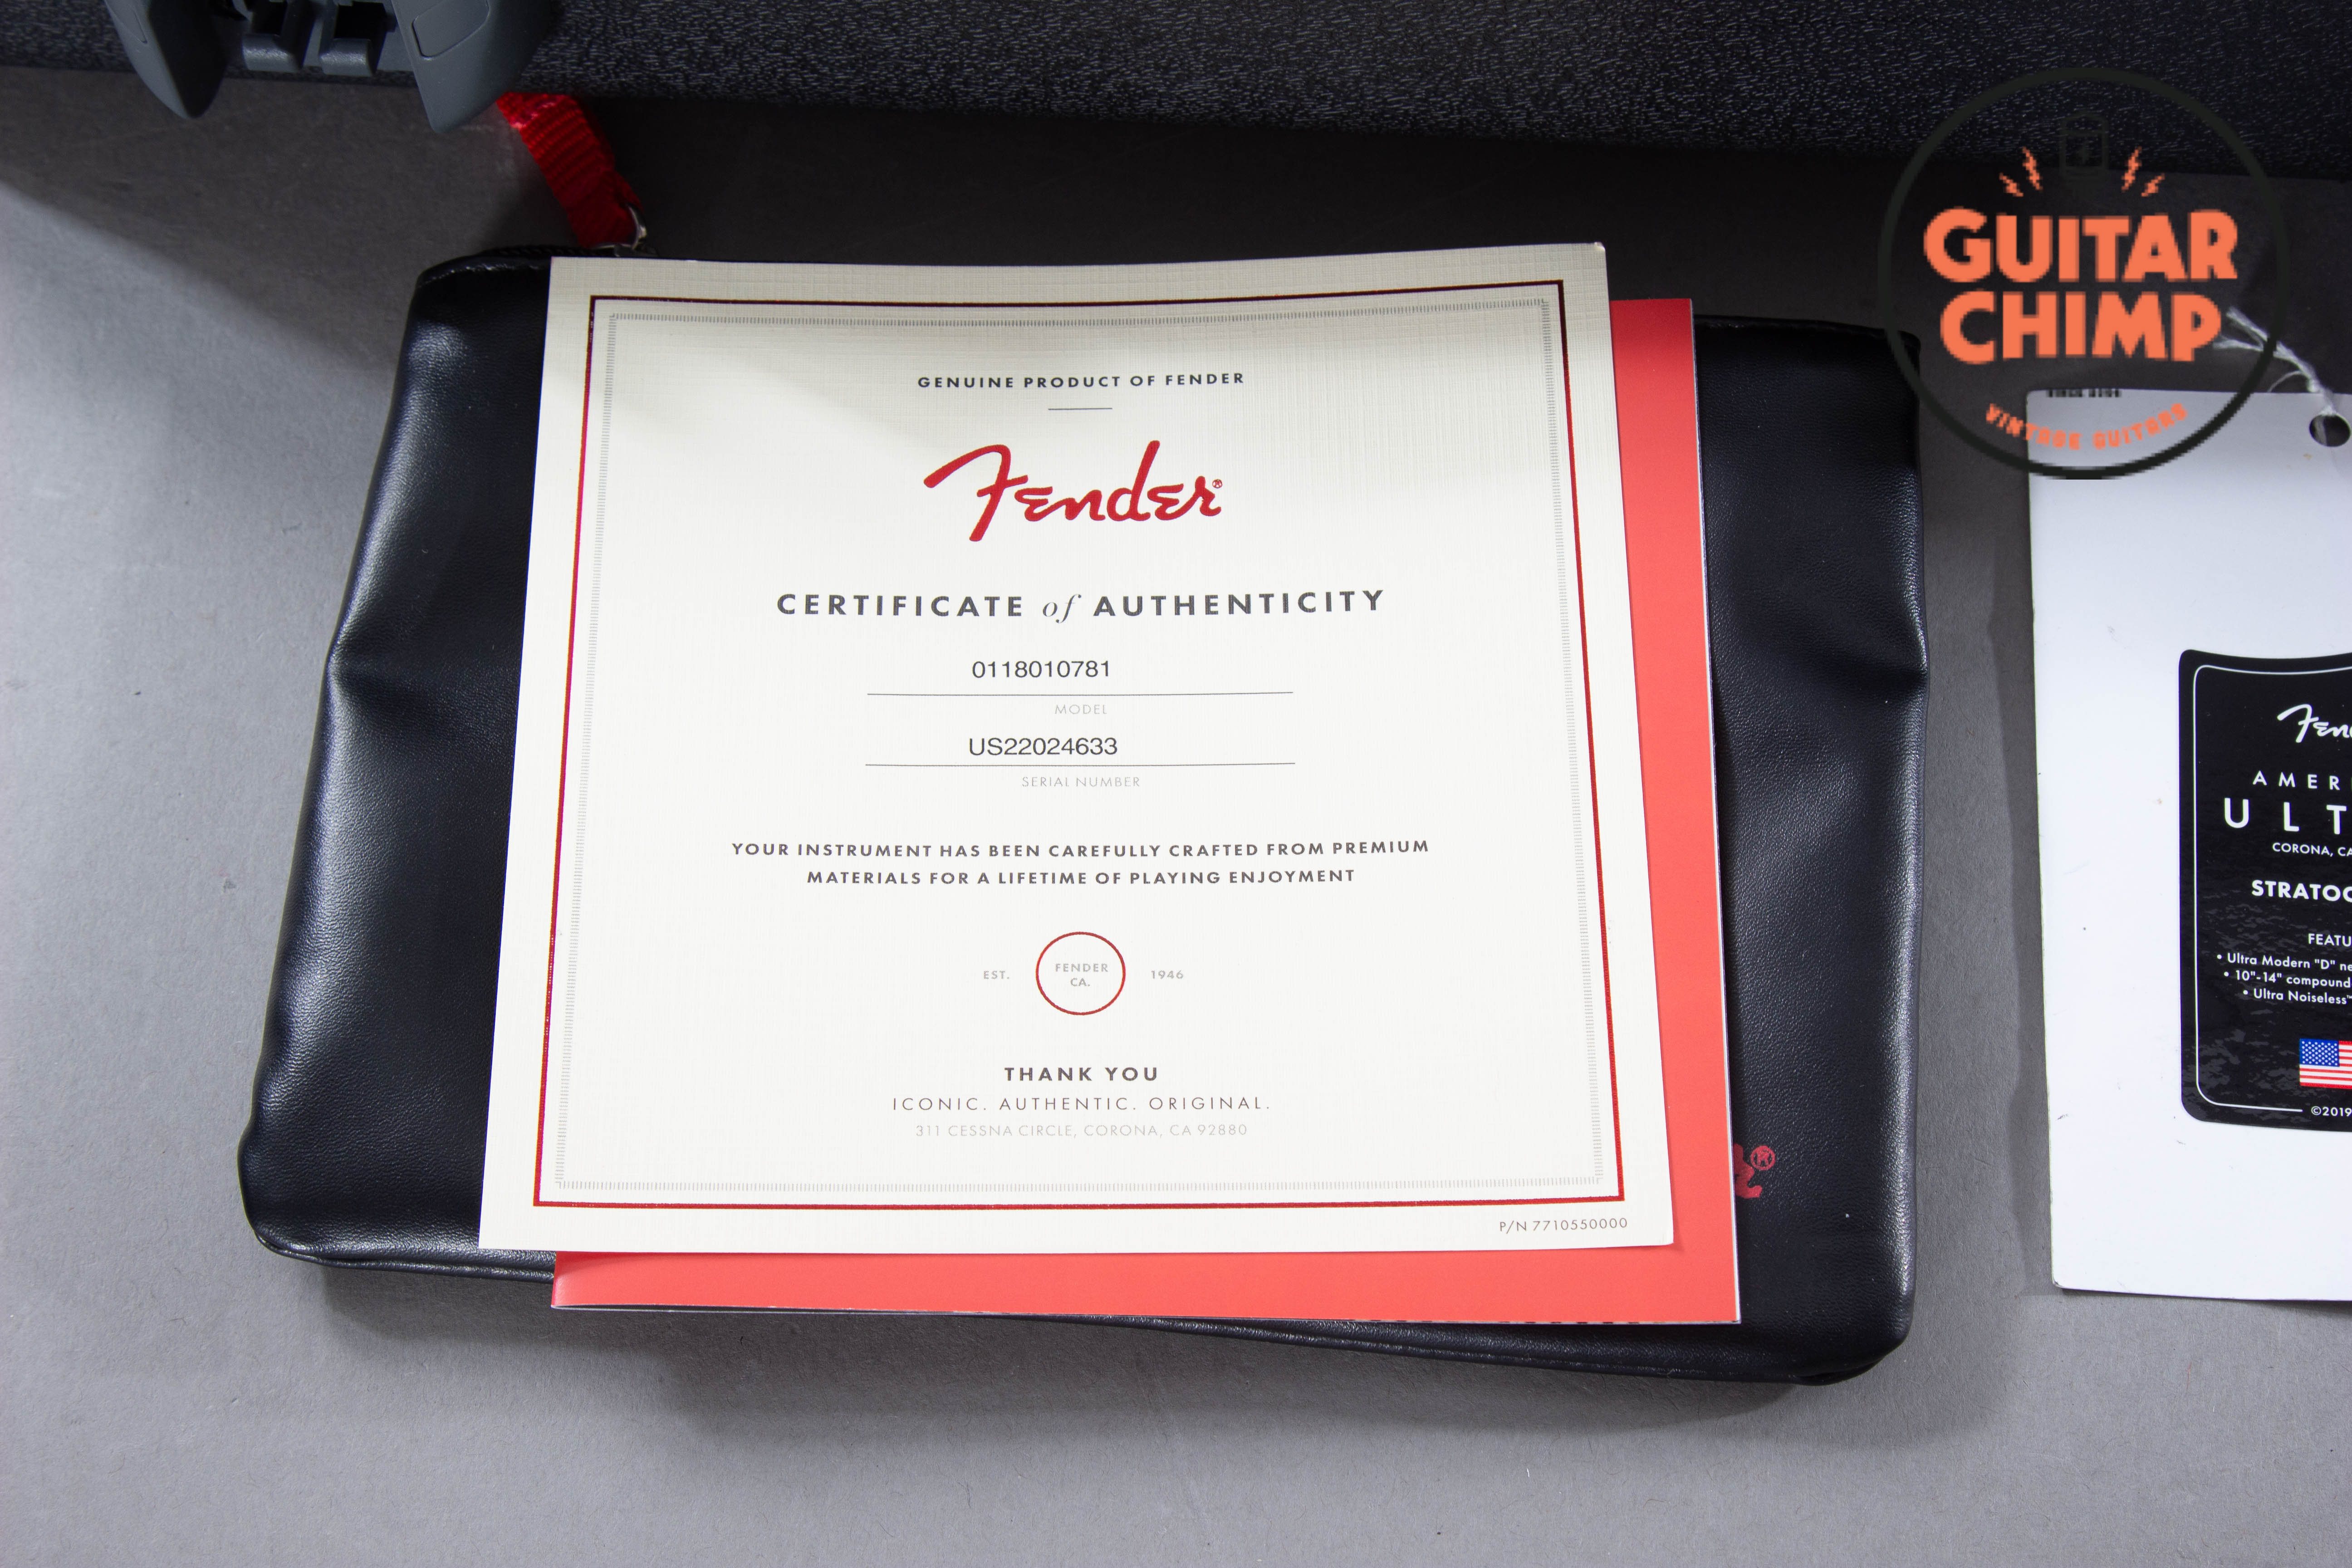 GENUINE PRODUCT OF FENDER
Fender®
CERTIFICATE of AUTHENTICITY
0118010781
MODEL
US22024633
SERIAL NUMBER
YOUR INSTRUMENT HAS BEEN CAREFULLY CRAFTED FROM PREMIUM
MATERIALS FOR A LIFETIME OF PLAYING ENJOYMENT
EST. FENDER CA. 1946
THANK YOU
ICONIC. AUTHENTIC. ORIGINAL.
311 CESSNA CIRCLE, CORONA, CA 92880
P/N 7710550000
GUITAR
CHIMP
VINTAGE GUITARS
Fen
AMER
ULT
CORONA, CA
STRATOC
FEATU
• Ultra Modern "D" ne
• 10"-14" compound
• Ultra Noiseless™
©2019